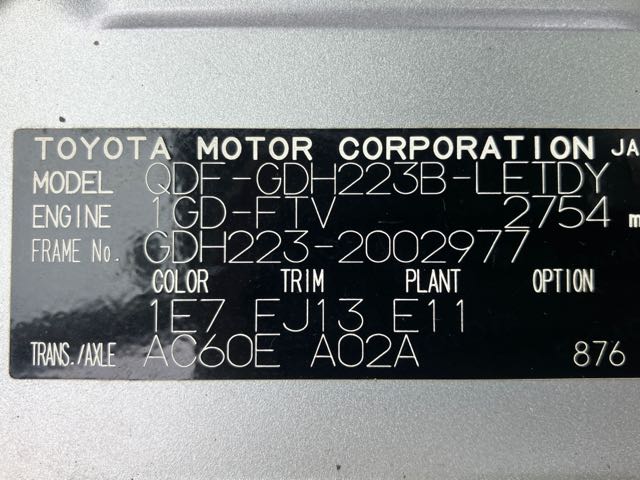 TOYOTA MOTOR CORPORATION JA
MODEL QDF-GDH223B-LETDY
ENGINE 1GD-FTV 2754 m
FRAME No. GDH223-2002977
COLOR TRIM PLANT OPTION
1E7 FJ13 E11
TRANS./AXLE AC60E A02A 876